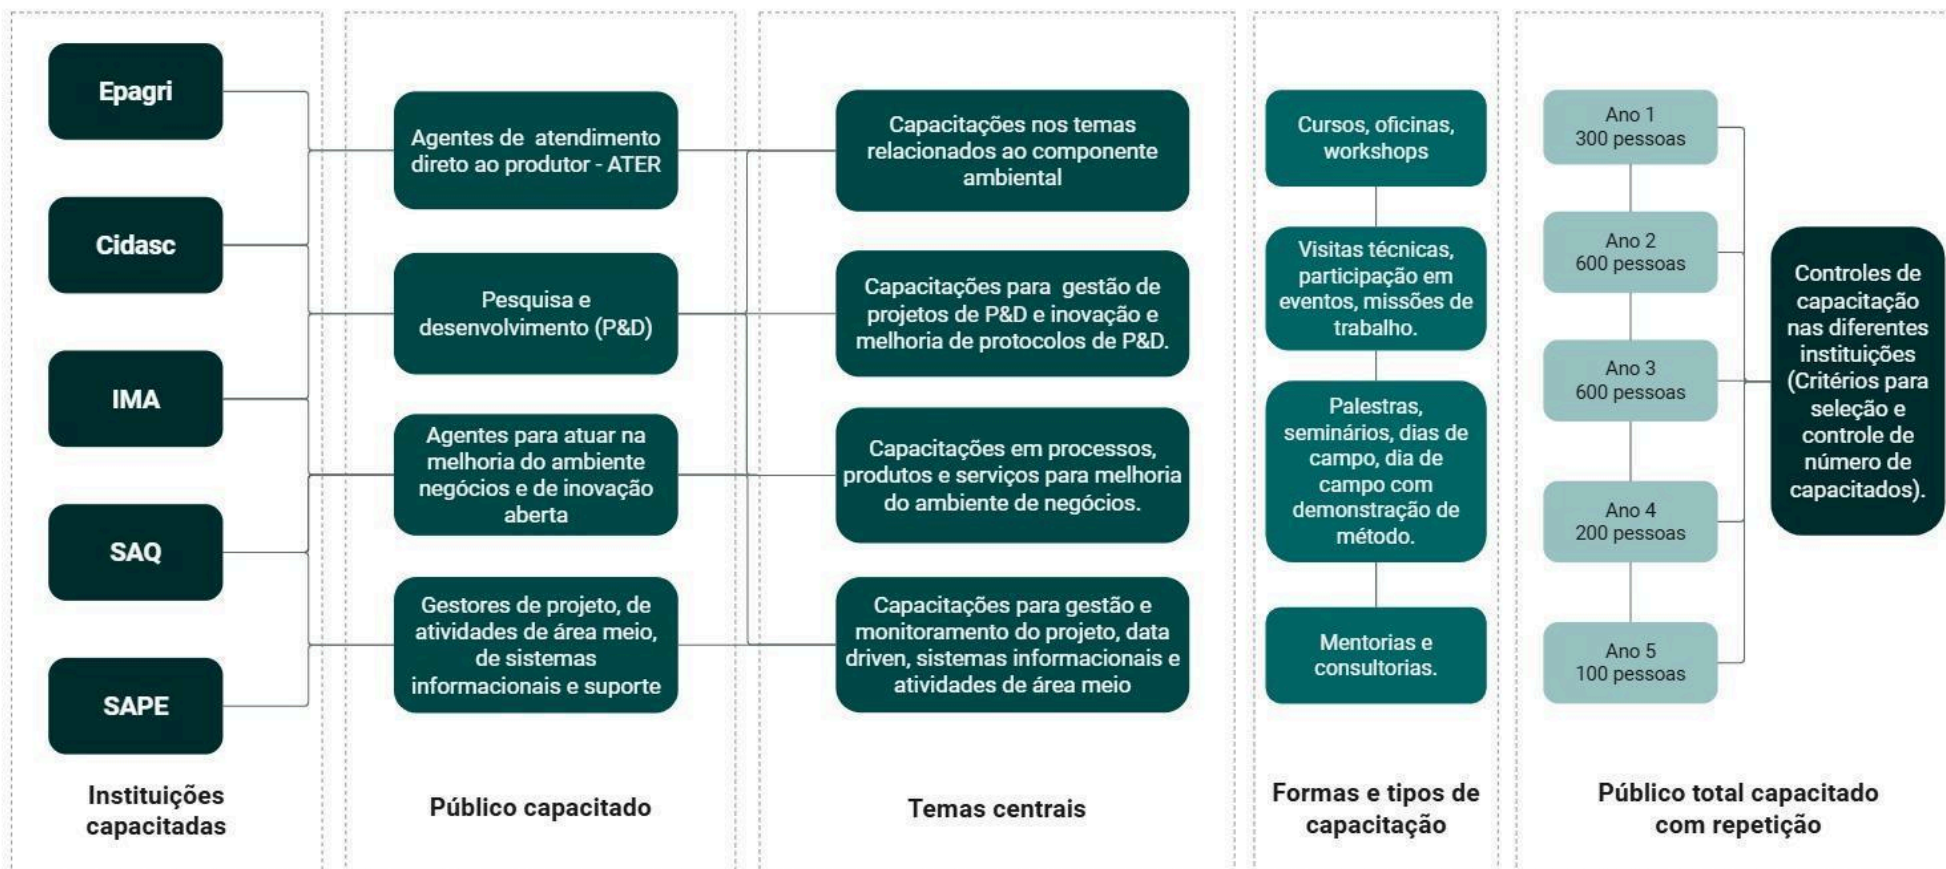 Epagri
Cidasc
IMA
SAQ
SAPE
Instituições
capacitadas
Agentes de atendimento
direto ao produtor - ATER
Pesquisa e
desenvolvimento (P&D)
Agentes para atuar na
melhoria do ambiente
negócios e de inovação
aberta
Gestores de projeto, de
atividades de área meio,
de sistemas
informacionais e suporte
Público capacitado
Capacitações nos temas
relacionados ao componente
ambiental
Capacitações para gestão de
projetos de P&D e inovação e
melhoria de protocolos de P&D.
Capacitações em processos,
produtos e serviços para melhoria
do ambiente de negócios.
Capacitações para gestão e
monitoramento do projeto, data
driven, sistemas informacionais e
atividades de área meio
Temas centrais
Cursos, oficinas,
workshops
Visitas técnicas,
participação em
eventos, missões de
trabalho.
Palestras,
seminários, dias de
campo, dia de
campo com
demonstração de
método.
Mentorias e
consultorias.
Formas e tipos de
capacitação
Ano 1
300 pessoas
Ano 2
600 pessoas
Ano 3
600 pessoas
Ano 4
200 pessoas
Ano 5
100 pessoas
Controles de
capacitação
nas diferentes
instituições
(Critérios para
seleção e
controle de
número de
capacitados).
Público total capacitado
com repetição